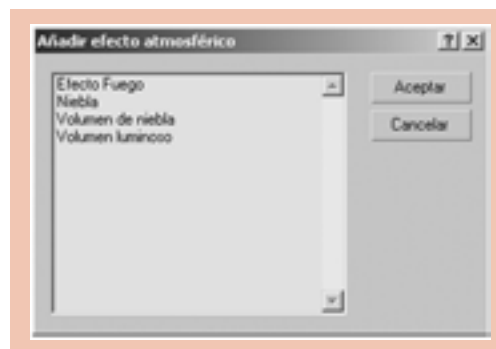 Añadir efecto atmosférico
Efecto Fuego
Niebla
Volumen de niebla
Volumen luminoso
Aceptar
Cancelar